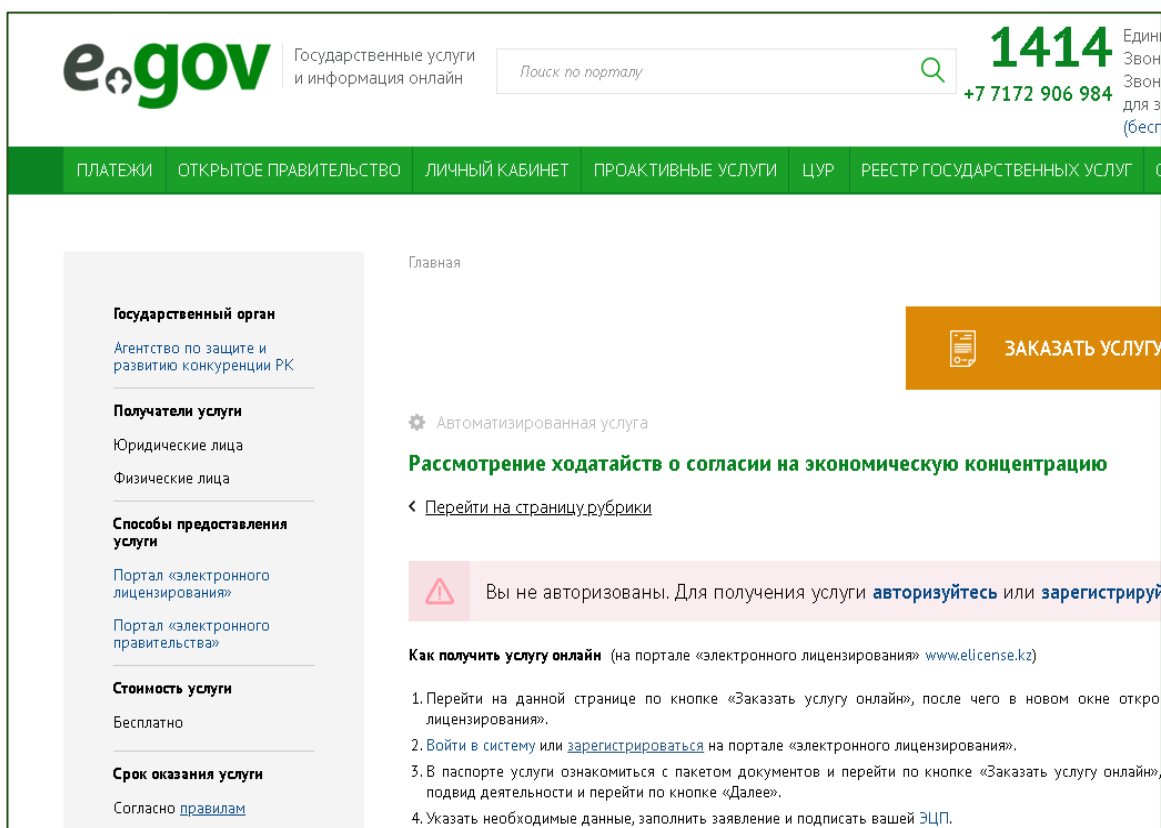 e.gov
Государственные услуги
и информация онлайн
Поиск по порталу
1414
+7 7172 906 984
для
ПЛАТЕЖИ ОТКРЫТОЕ ПРАВИТЕЛЬСТВО ЛИЧНЫЙ КАБИНЕТ ПРОАКТИВНЫЕ УСЛУГИ ЦУР РЕЕСТР ГОСУДАРСТВЕННЫХ УСЛУГ
Главная
Государственный орган
Агентство по защите и
развитию конкуренции РК
Получатели услуги
Юридические лица
Физические лица
Способы предоставления
услуги
Портал «электронного
лицензирования»
Портал «электронного
правительства»
Стоимость услуги
Бесплатно
Срок оказания услуги
Согласно правилам
ЗАКАЗАТЬ УСЛУГУ
Автоматизированная услуга
Рассмотрение ходатайств о согласии на экономическую концентрацию
Перейти на страницу рубрики
Вы не авторизованы. Для получения услуги авторизуйтесь или
Как получить услугу онлайн (на портале «электронного лицензирования» www.elicense.kz)
1. Перейти на данной странице по кнопке «Заказать услугу онлайн», после чего в новом окне
лицензирования».
2. Войти в систему или зарегистрироваться на портале «электронного лицензирования».
3. В паспорте услуги ознакомиться с пакетом документов и перейти по кнопке «Заказать услугу онлайн»,
подвид деятельности и перейти по кнопке «Далее».
4. Указать необходимые данные, заполнить заявление и подписать вашей ЭЦП.